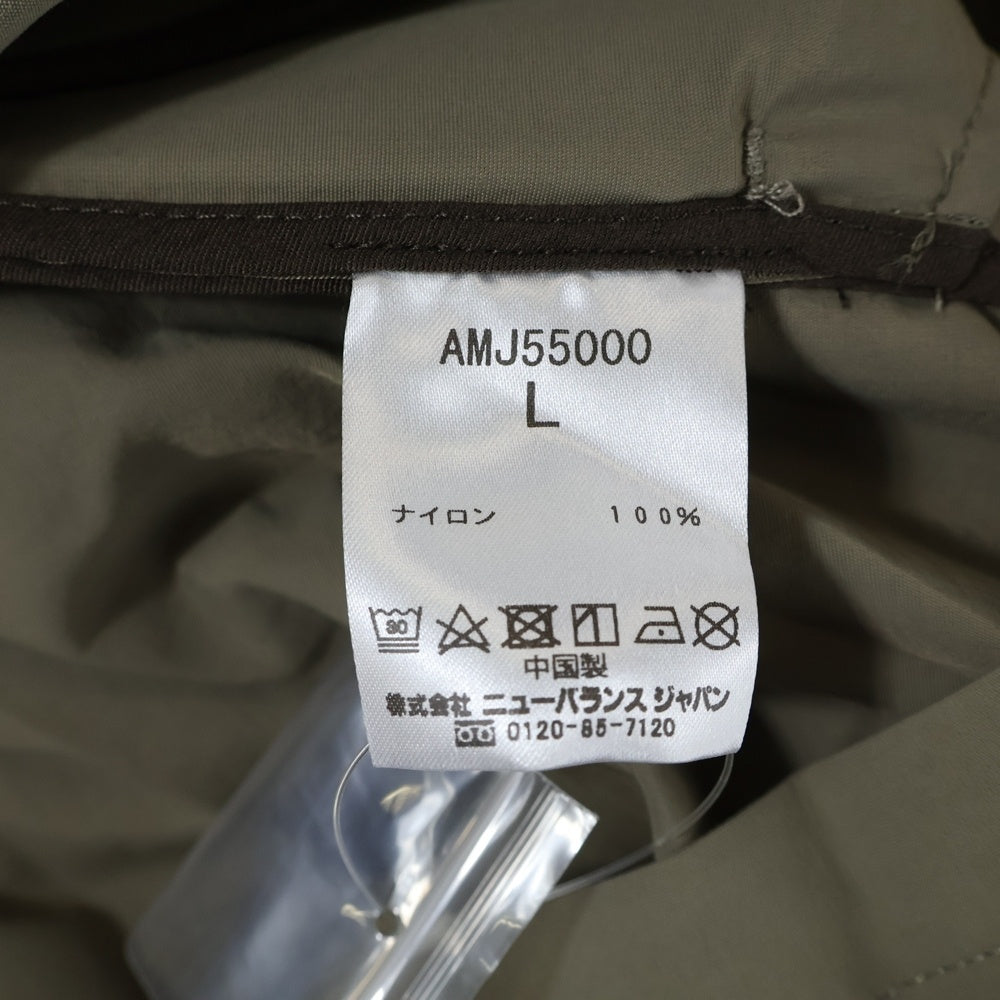 AMJ55000
L
ナイロン 100%
30
中国製
株式会社 ニューバランス ジャパン
0120-85-7120